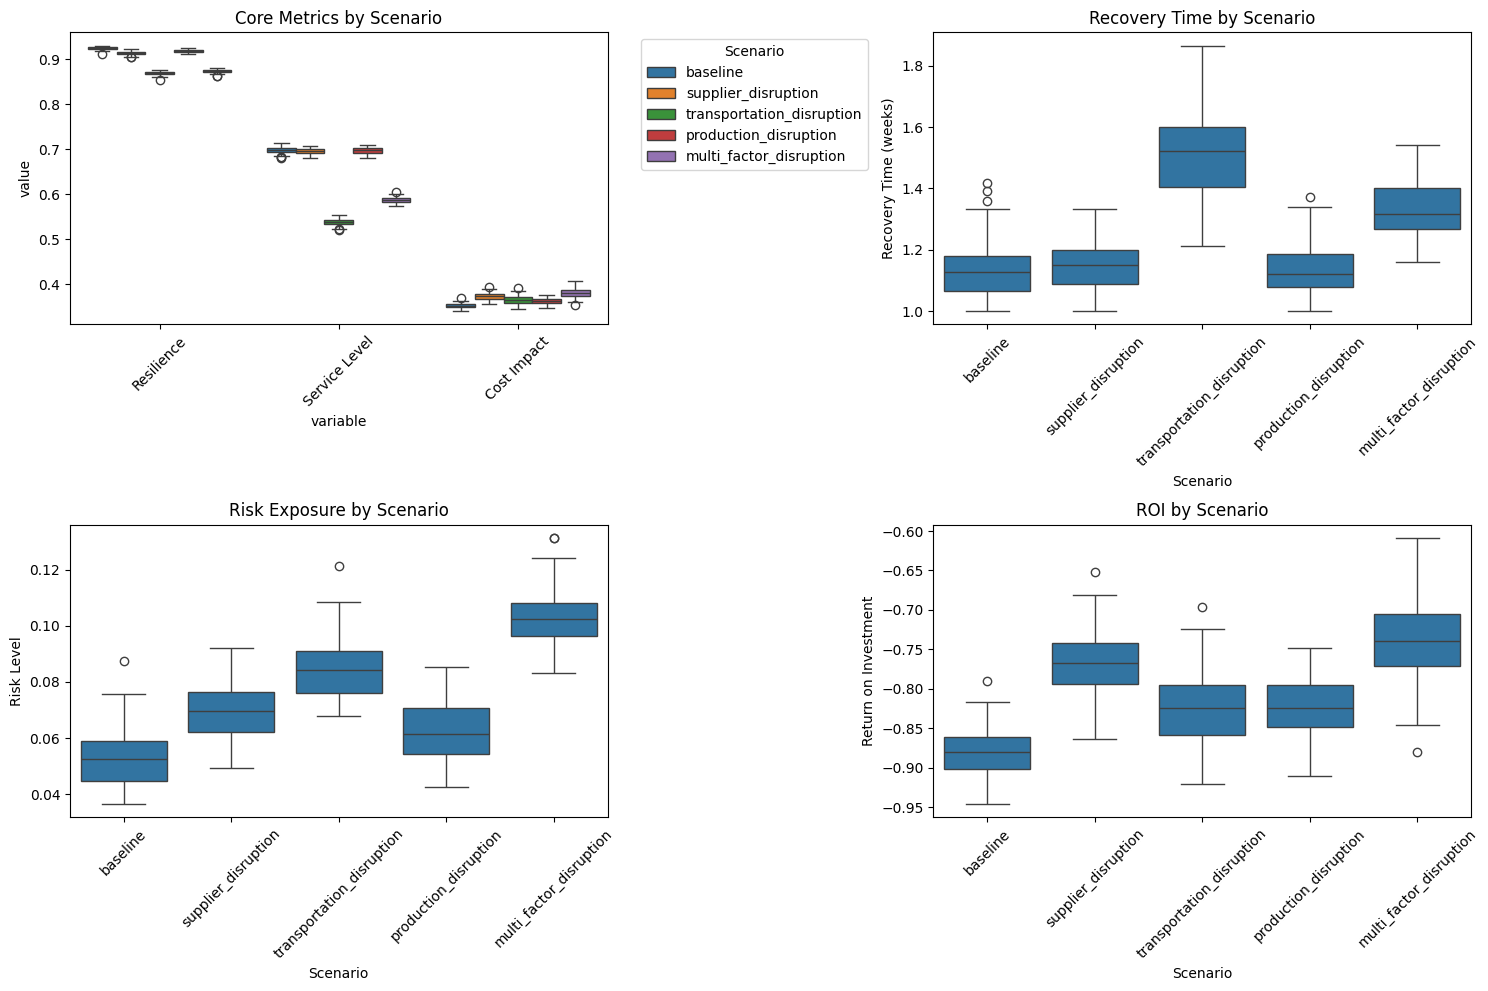 Core Metrics by Scenario
value
0.9
0.8
0.7
0.6
0.5
0.4
Resilience
Service Level
Cost Impact
variable
Scenario
baseline
supplier_disruption
transportation_disruption
production_disruption
multi_factor_disruption
Recovery Time by Scenario
Recovery Time (weeks)
1.8
1.6
1.4
1.2
1.0
baseline
supplier_disruption
transportation_disruption
production_disruption
multi_factor_disruption
Scenario
Risk Exposure by Scenario
Risk Level
0.12
0.10
0.08
0.06
0.04
baseline
supplier_disruption
transportation_disruption
production_disruption
multi_factor_disruption
Scenario
ROI by Scenario
Return on Investment
−0.60
−0.65
−0.70
−0.75
−0.80
−0.85
−0.90
−0.95
baseline
supplier_disruption
transportation_disruption
production_disruption
multi_factor_disruption
Scenario